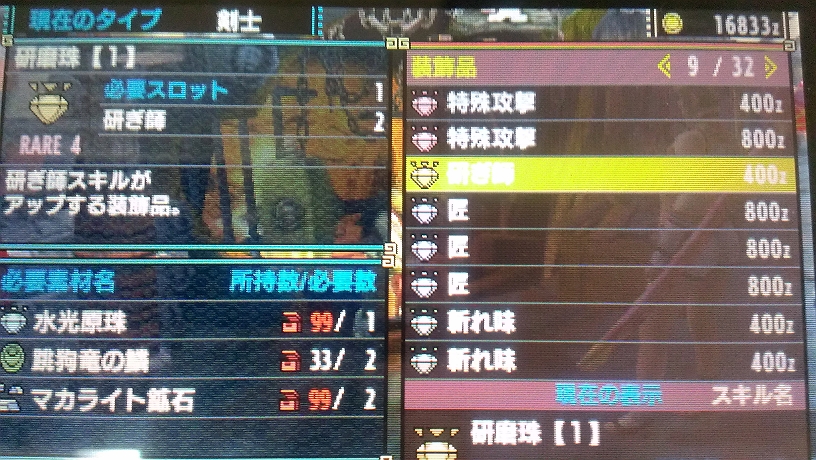 現在のタイプ 剣士
16833z
研磨珠【1】
必要スロット 1
研ぎ師 2
RARE 4
研ぎ師スキルが
アップする装飾品。
必要素材名 所持数/必要数
水光原珠 99/ 1
跳狗竜の鱗 33/ 2
マカライト鉱石 99/ 2
装飾品 9 / 32
特殊攻撃 400z
特殊攻撃 800z
研ぎ師 400z
匠 800z
匠 800z
匠 800z
斬れ味 400z
斬れ味 400z
現在の表示 スキル名
研磨珠【1】